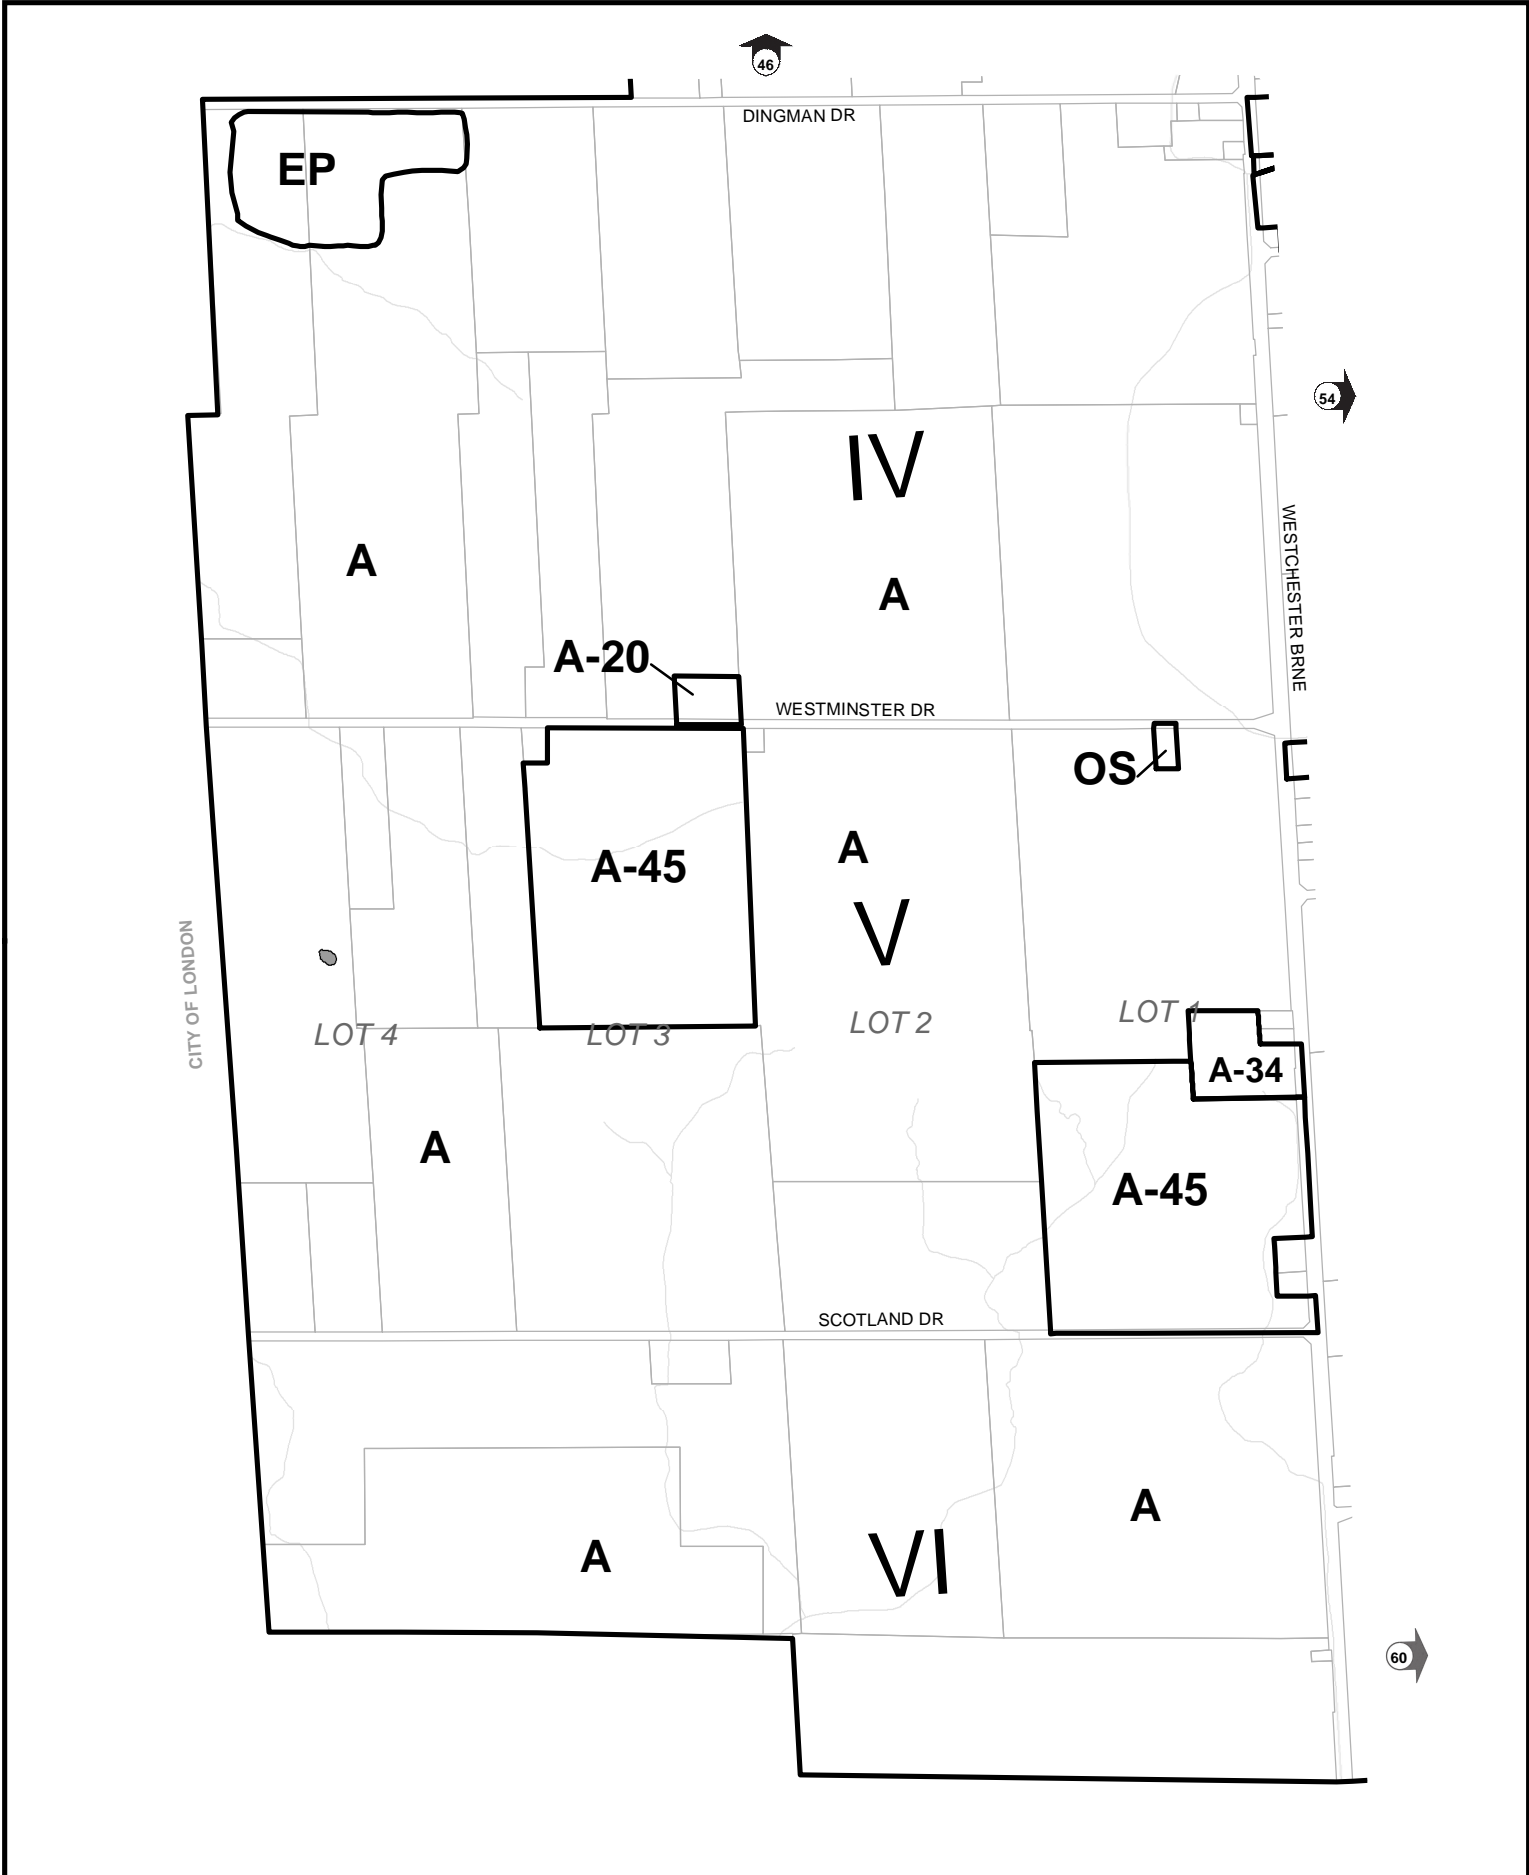 46
DINGMAN DR
EP
54
IV
WESTCHESTER BRNE
A
A
A-20
WESTMINSTER DR
OS
A
A-45
V
CITY OF LONDON
LOT 1
LOT 2
LOT 3
LOT 4
A-34
A
A-45
SCOTLAND DR
A
A
VI
60